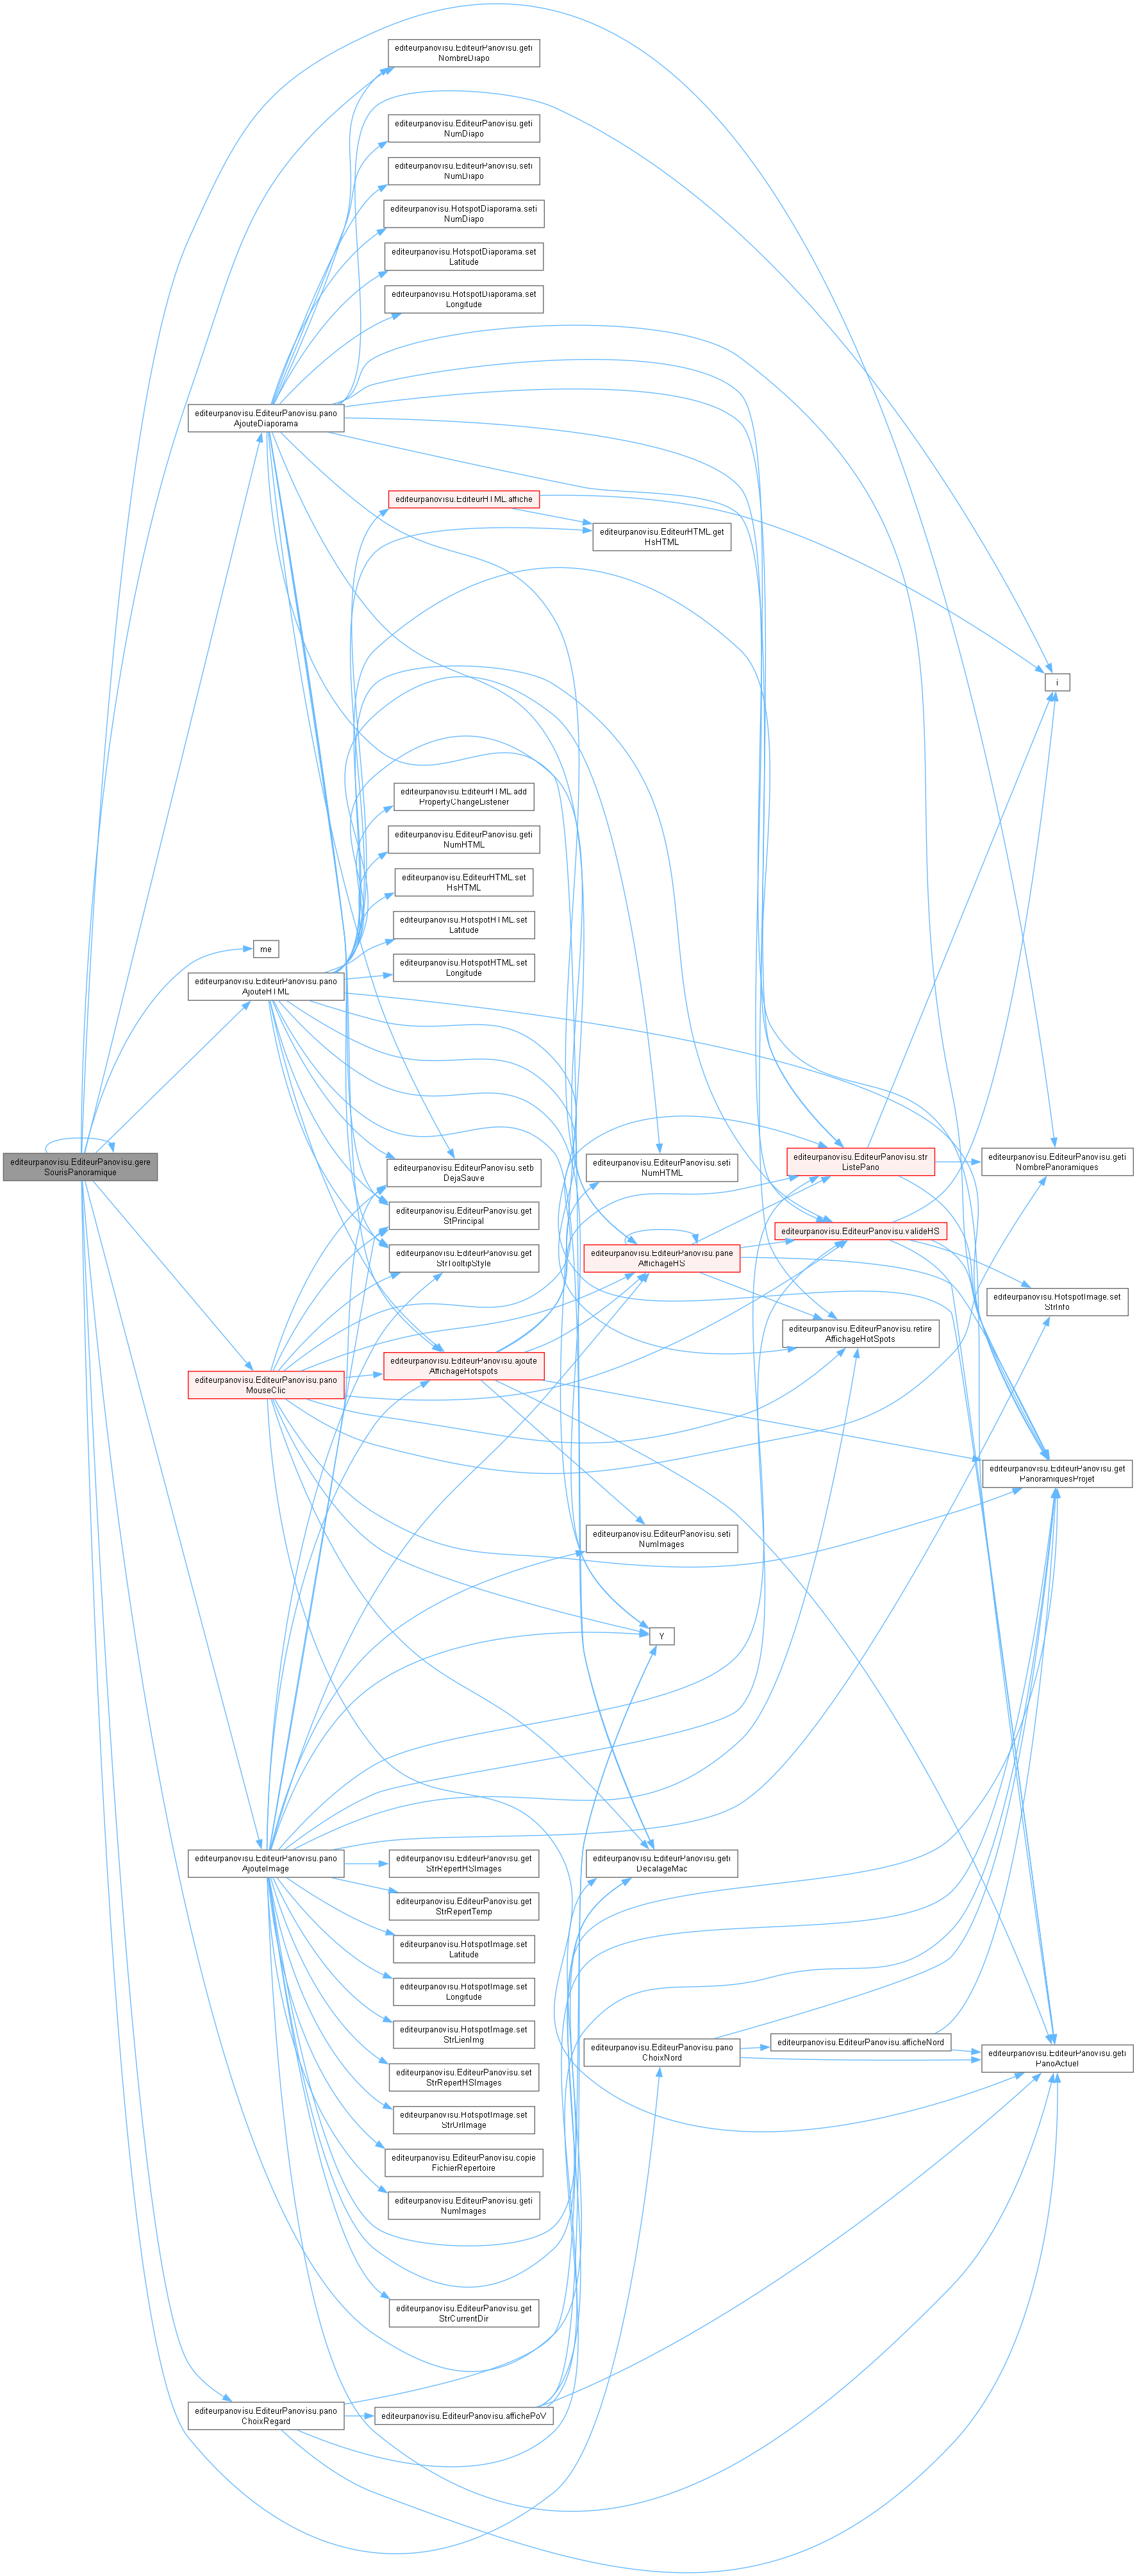 editeurpanovisu.EditeurPanovisu.gere
SourisPanoramique
editeurpanovisu.EditeurPanovisu.geti
NombreDiapo
editeurpanovisu.EditeurPanovisu.geti
NumDiapo
editeurpanovisu.EditeurPanovisu.seti
NumDiapo
editeurpanovisu.HotspotDiaporama.seti
NumDiapo
editeurpanovisu.HotspotDiaporama.set
Latitude
editeurpanovisu.HotspotDiaporama.set
Longitude
editeurpanovisu.EditeurPanovisu.pano
AjouteDiaporama
editeurpanovisu.EditeurHTML.affiche
editeurpanovisu.EditeurHTML.get
HsHTML
i
editeurpanovisu.EditeurHTML.add
PropertyChangeListener
editeurpanovisu.EditeurPanovisu.geti
NumHTML
editeurpanovisu.EditeurHTML.set
HsHTML
editeurpanovisu.HotspotHTML.set
Latitude
me
editeurpanovisu.HotspotHTML.set
Longitude
editeurpanovisu.EditeurPanovisu.pano
AjouteHTML
editeurpanovisu.EditeurPanovisu.setb
DejaSauve
editeurpanovisu.EditeurPanovisu.seti
NumHTML
editeurpanovisu.EditeurPanovisu.str
ListePano
editeurpanovisu.EditeurPanovisu.geti
NombrePanoramiques
editeurpanovisu.EditeurPanovisu.get
StPrincipal
editeurpanovisu.EditeurPanovisu.valideHS
editeurpanovisu.EditeurPanovisu.get
StrTooltipStyle
editeurpanovisu.EditeurPanovisu.pane
AffichageHS
editeurpanovisu.HotspotImage.set
StrInfo
editeurpanovisu.EditeurPanovisu.retire
AffichageHotSpots
editeurpanovisu.EditeurPanovisu.ajoute
AffichageHotspots
editeurpanovisu.EditeurPanovisu.pano
MouseClic
editeurpanovisu.EditeurPanovisu.get
PanoramiquesProjet
editeurpanovisu.EditeurPanovisu.seti
NumImages
Y
editeurpanovisu.EditeurPanovisu.pano
AjouteImage
editeurpanovisu.EditeurPanovisu.get
StrRepertHSImages
editeurpanovisu.EditeurPanovisu.geti
DecalageMac
editeurpanovisu.EditeurPanovisu.get
StrRepertTemp
editeurpanovisu.HotspotImage.set
Latitude
editeurpanovisu.HotspotImage.set
Longitude
editeurpanovisu.HotspotImage.set
StrLienImg
editeurpanovisu.EditeurPanovisu.pano
ChoixNord
editeurpanovisu.EditeurPanovisu.afficheNord
editeurpanovisu.EditeurPanovisu.geti
PanoActuel
editeurpanovisu.EditeurPanovisu.set
StrRepertHSImages
editeurpanovisu.HotspotImage.set
StrUrlImage
editeurpanovisu.EditeurPanovisu.copie
FichierRepertoire
editeurpanovisu.EditeurPanovisu.geti
NumImages
editeurpanovisu.EditeurPanovisu.get
StrCurrentDir
editeurpanovisu.EditeurPanovisu.pano
ChoixRegard
editeurpanovisu.EditeurPanovisu.affichePoV